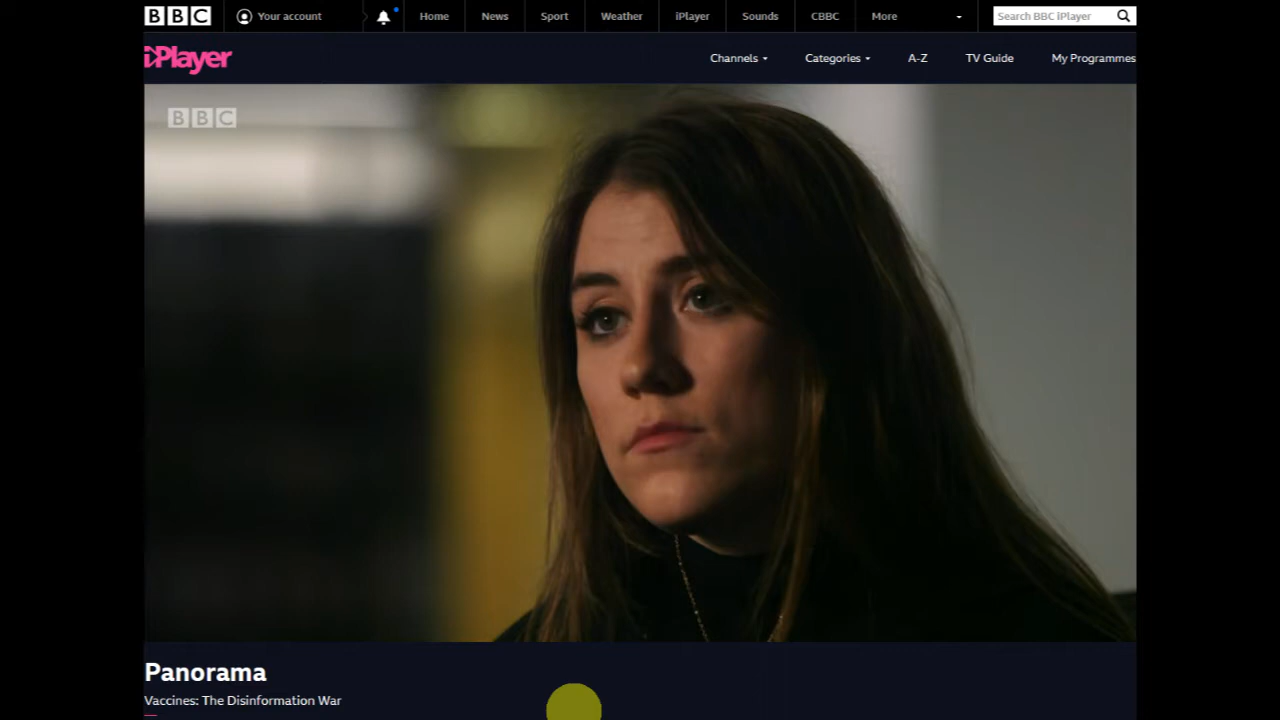 BBC Your account Home News Sport Weather iPlayer Sounds CBBC More Search BBC iPlayer
iPlayer Channels Categories A-Z TV Guide My Programmes
BBC
Panorama
Vaccines: The Disinformation War